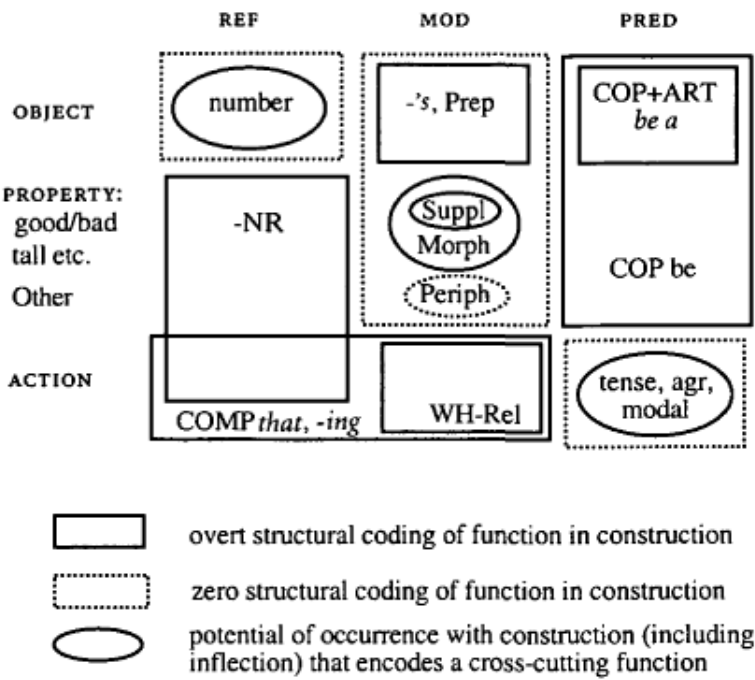 REF MOD PRED
OBJECT number -'s, Prep COP+ART
be a
PROPERTY:
good/bad -NR Suppl
tall etc. Morph COP be
Other Periph
ACTION tense, agr,
modal
COMP that, -ing WH-Rel
overt structural coding of function in construction
zero structural coding of function in construction
potential of occurrence with construction (including
inflection) that encodes a cross-cutting function